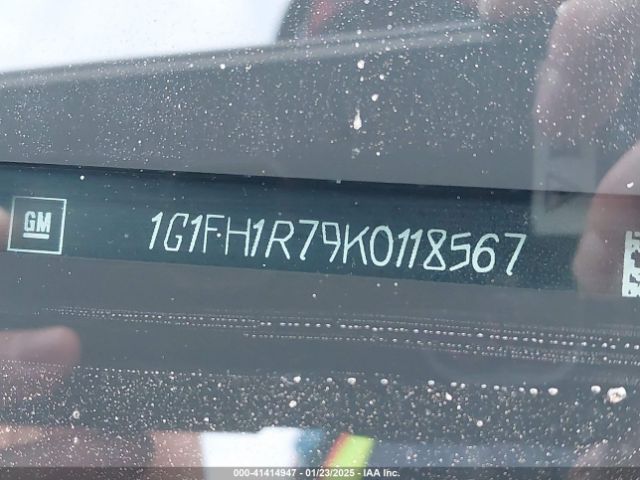 GM
1G1FH1R79K0118567
000-41414947 - 01/23/2025 - IAA Inc.